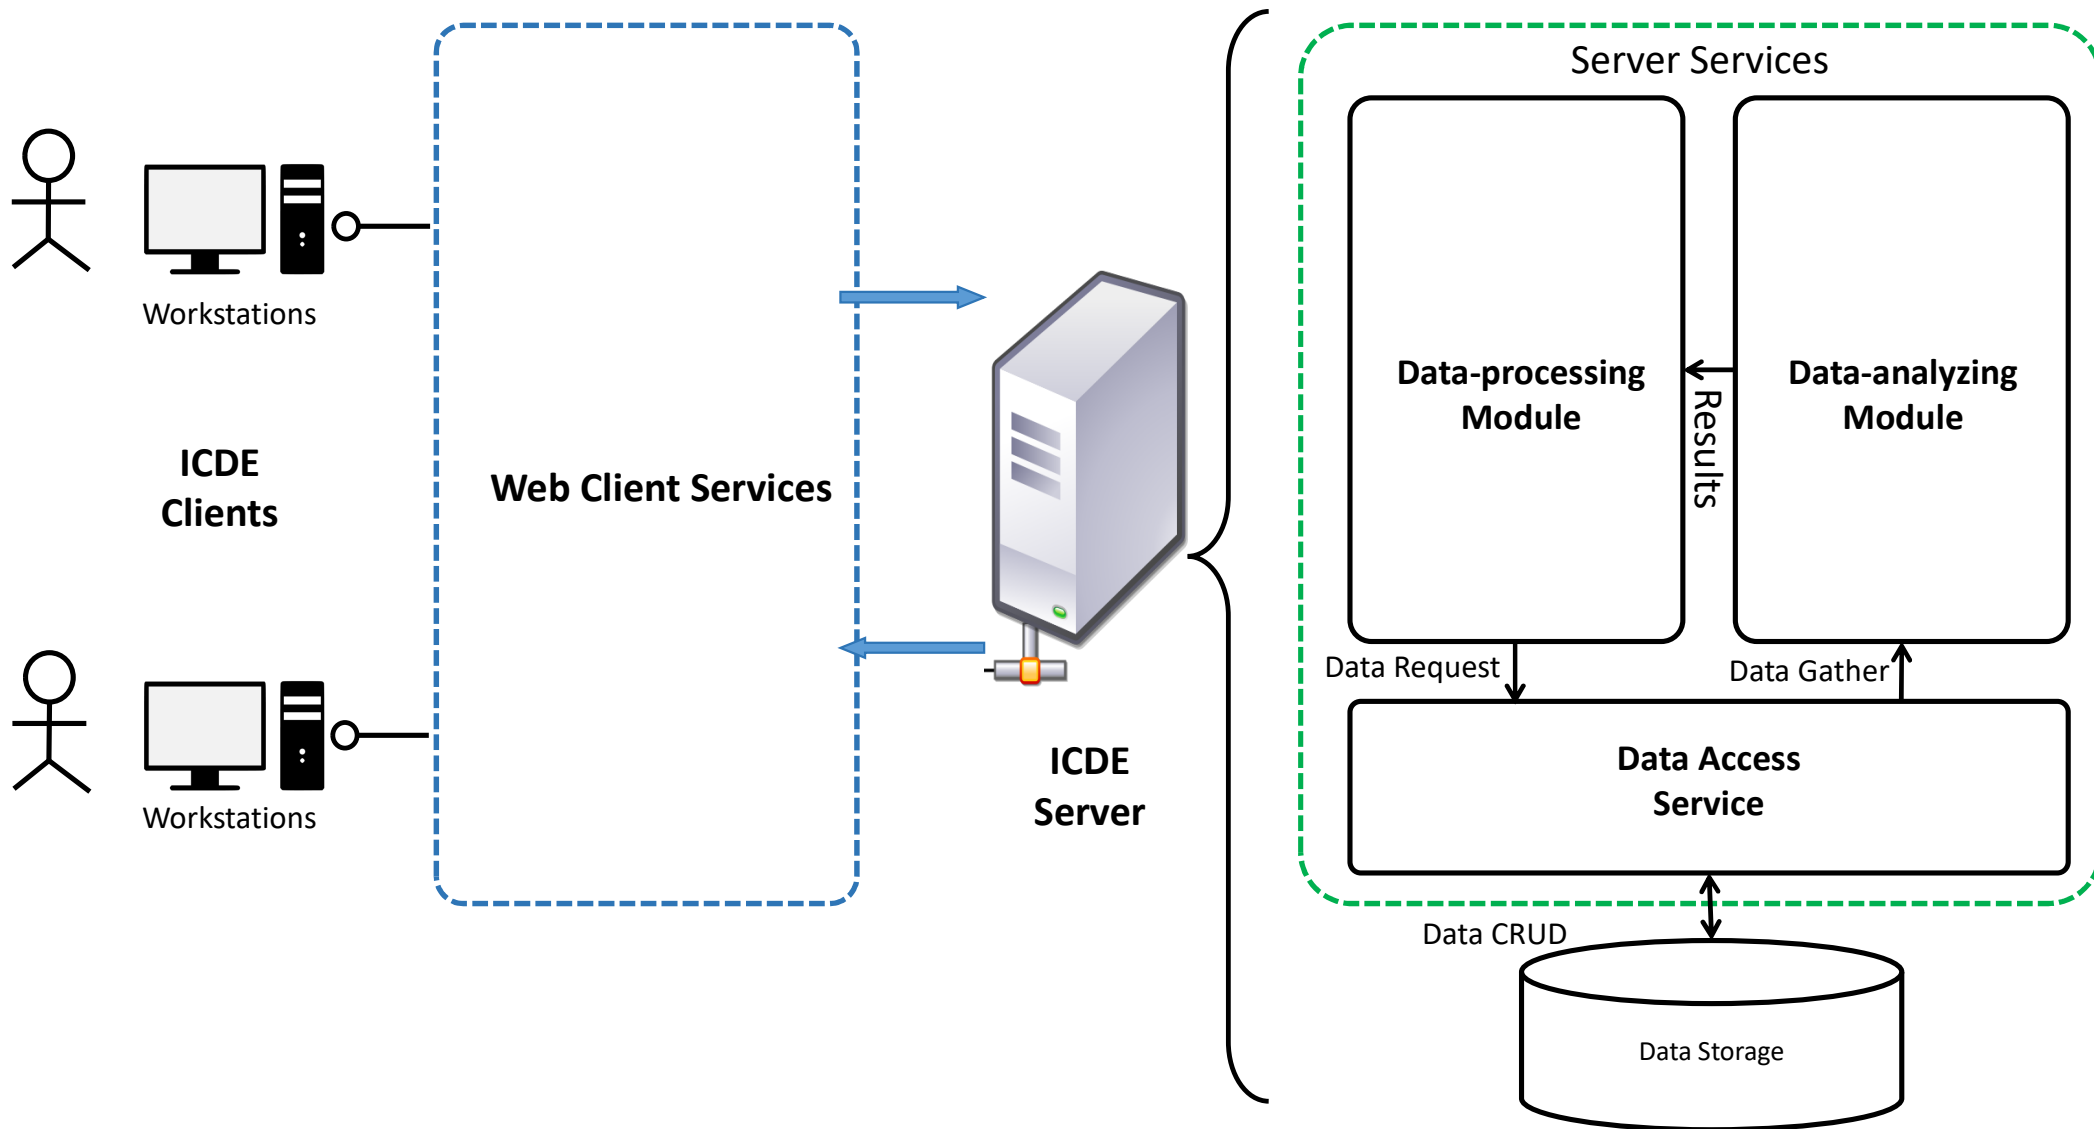 Server Services
Workstations
ICDE
Clients
Workstations
Web Client Services
ICDE
Server
Data-processing
Module
Results
Data-analyzing
Module
Data Request
Data Gather
Data Access
Service
Data CRUD
Data Storage